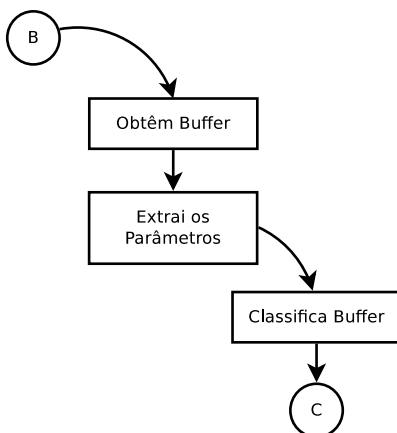 B
Obtêm Buffer
Extrai os
Parâmetros
Classifica Buffer
C